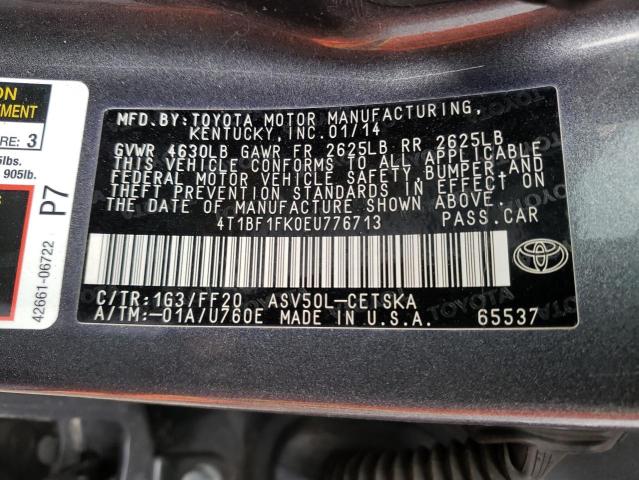 ON
EMENT
RE: 3
5lbs.
905lb.
P7
42661-06722
MFD.BY:TOYOTA MOTOR MANUFACTURING,
KENTUCKY,INC.01/14
GVWR 4630LB GAWR FR 2625LB RR 2625LB
THIS VEHICLE CONFORMS TO ALL APPLICABLE
FEDERAL MOTOR VEHICLE SAFETY,BUMPER,AND
THEFT PREVENTION STANDARDS IN EFFECT ON
THE DATE OF MANUFACTURE SHOWN ABOVE.
4T1BF1FK0EU776713 PASS.CAR
C/TR:1G3/FF20 ASV50L-CETSKA
A/TM:-01A/U760E MADE IN U.S.A. 65537